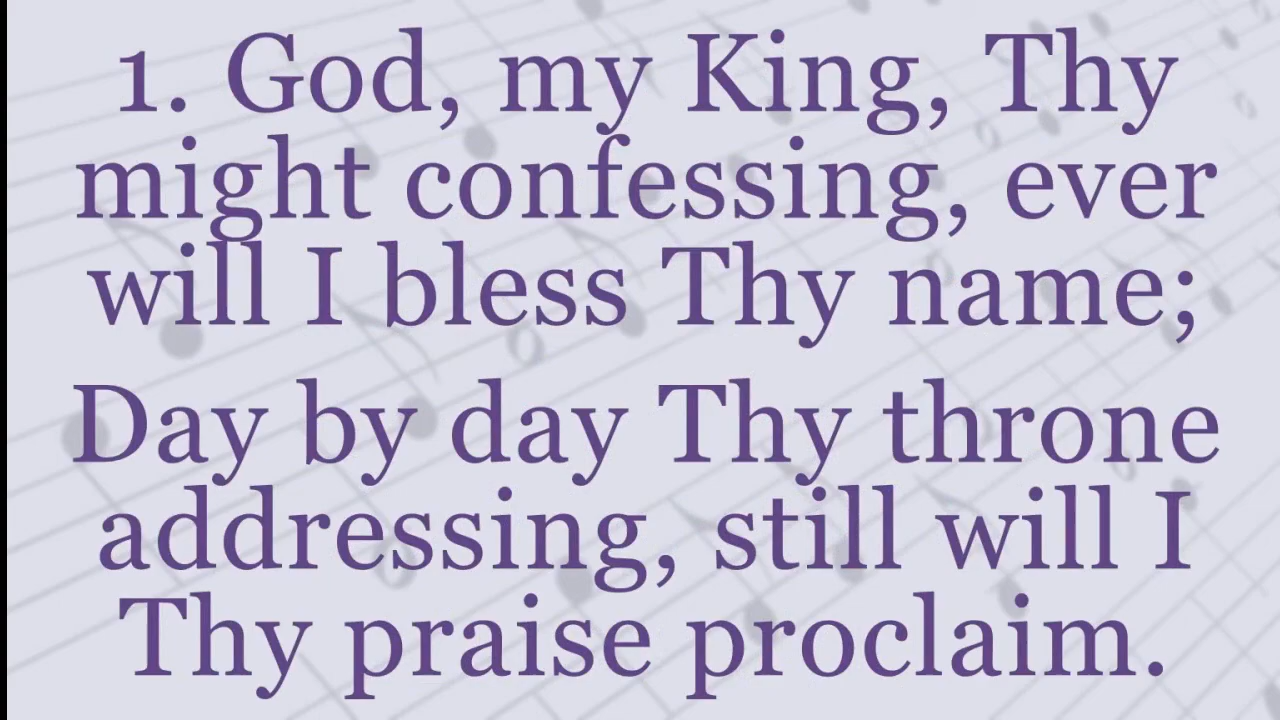 1. God, my King, Thy
might confessing, ever
will I bless Thy name;
Day by day Thy throne
addressing, still will I
Thy praise proclaim.